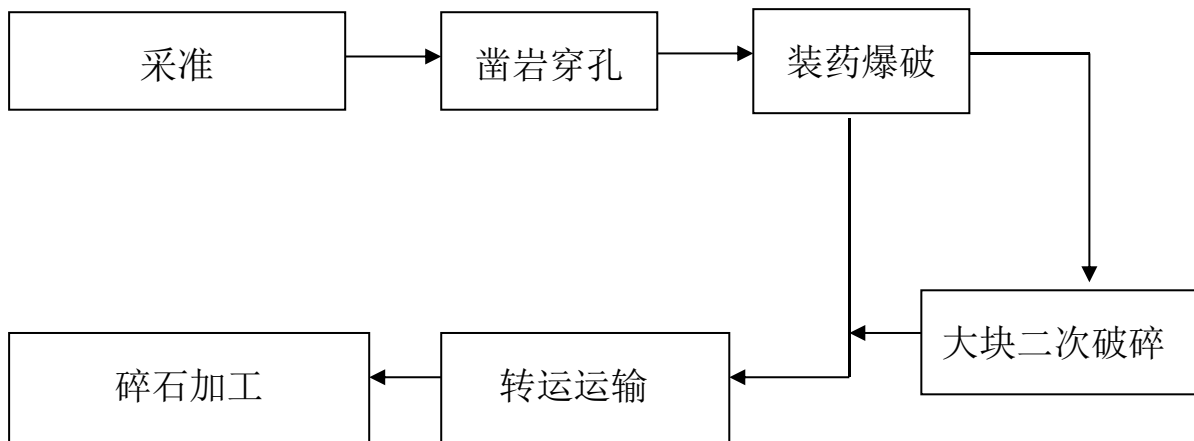 采准
凿岩穿孔
装药爆破
大块二次破碎
转运运输
碎石加工